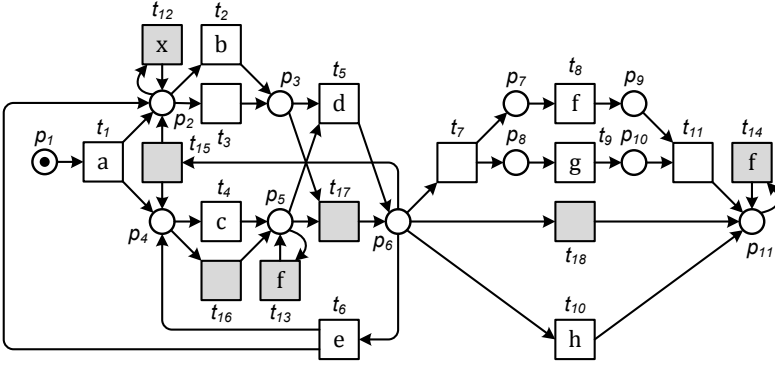 t12 t2
x b
p3 t5 p7 t8 p9
p2 d f
p1 t1 t3 t7 p8 t9 p10 t11 t14
a t15 g f
t4 p5 t17
c
p4 p6 t18 p11
t16 f t13 t6 t10
e h